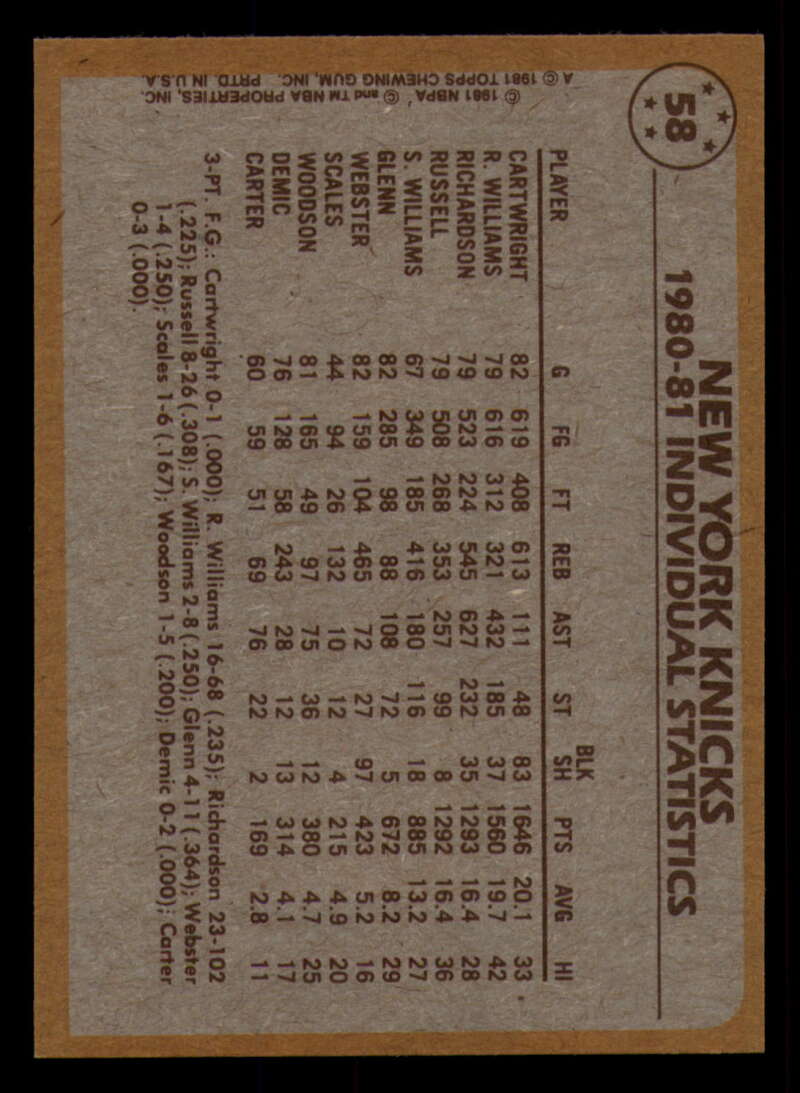 58
NEW YORK KNICKS
1980-81 INDIVIDUAL STATISTICS
BLK
PLAYER G FG FT REB AST ST SH PTS AVG HI
CARTWRIGHT 82 619 408 613 111 48 83 1646 20.1 33
R. WILLIAMS 79 616 312 321 432 185 37 1560 19.7 42
RICHARDSON 79 523 224 545 627 232 35 1293 16.4 28
RUSSELL 79 508 268 353 257 99 8 1292 16.4 36
S. WILLIAMS 67 349 185 416 180 116 18 885 13.2 27
GLENN 82 285 98 88 108 72 5 672 8.2 29
WEBSTER 82 159 104 465 72 27 97 423 5.2 16
SCALES 44 94 26 132 10 12 4 215 4.9 20
WOODSON 81 165 49 97 75 36 12 380 4.7 25
DEMIC 76 128 58 243 28 12 13 314 4.1 17
CARTER 60 59 51 69 76 22 2 169 2.8 11
3-PT. F.G.: Cartwright 0-1 (.000); R. Williams 16-68 (.235); Richardson 23-102
(.225); Russell 8-26 (.308); S. Williams 2-8 (.250); Glenn 4-11 (.364); Webster
1-4 (.250); Scales 1-6 (.167); Woodson 1-5 (.200); Demic 0-2 (.000); Carter
0-3 (.000).
© 1981 NBPA, © and TM NBA PROPERTIES, INC.
A © 1981 TOPPS CHEWING GUM, INC. PRTD. IN U.S.A.